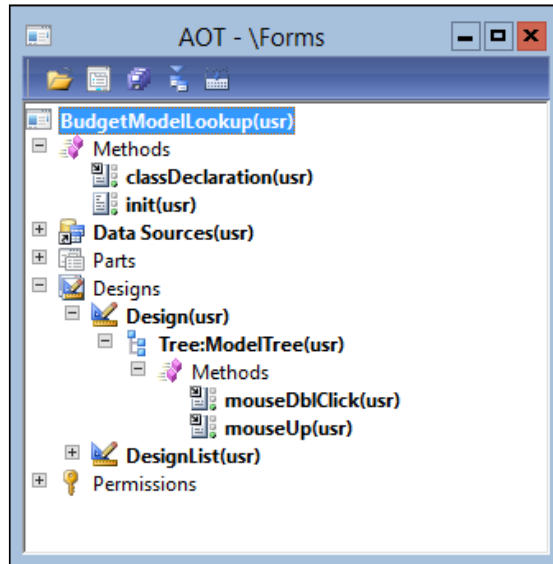 AOT - \Forms
BudgetModelLookup(usr)
Methods
classDeclaration(usr)
init(usr)
Data Sources(usr)
Parts
Designs
Design(usr)
Tree:ModelTree(usr)
Methods
mouseDblClick(usr)
mouseUp(usr)
DesignList(usr)
Permissions